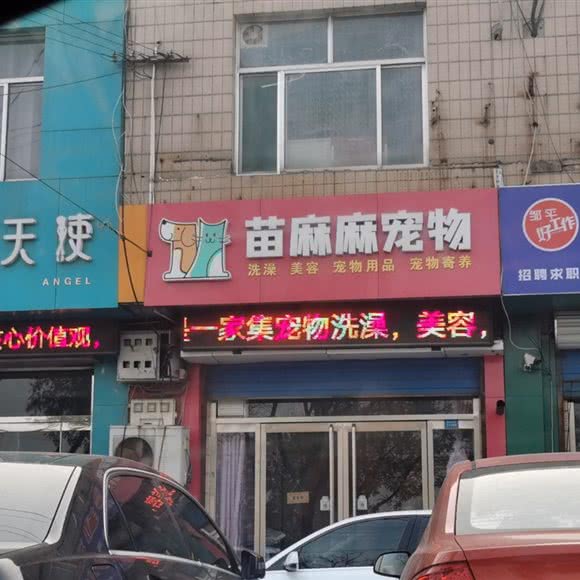 天使
ANGEL
苗麻麻宠物
洗澡 美容 宠物用品 宠物寄养
邹平
好工作
招聘求职
心价值观，
是一家集宠物洗澡，美容，